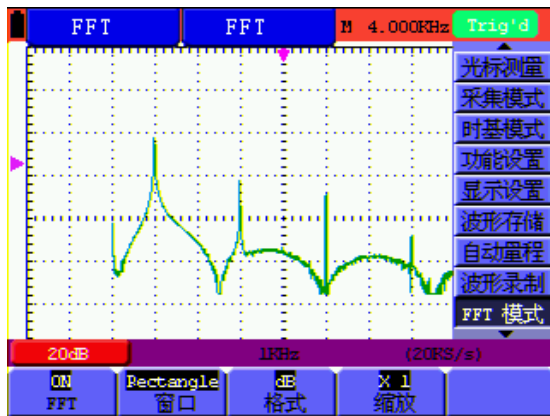 FFT
FFT
M 4.000KHz
Trig'd
光标测量
采集模式
时基模式
功能设置
显示设置
波形存储
自动量程
波形录制
FFT 模式
20dB
1KHz
(20KS/s)
ON
FFT
Rectangle
窗口
dB
格式
X 1
缩放